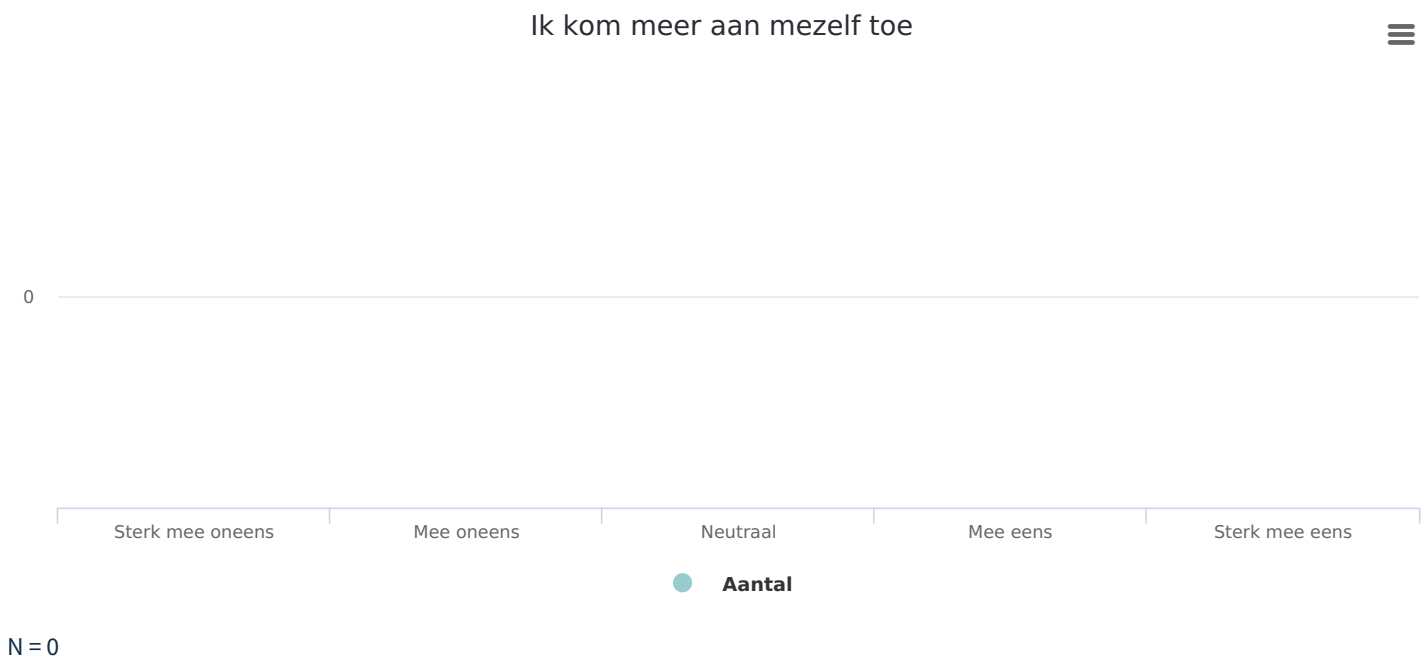 Ik kom meer aan mezelf toe
0
Sterk mee oneens Mee oneens Neutraal Mee eens Sterk mee eens
Aantal
N = 0